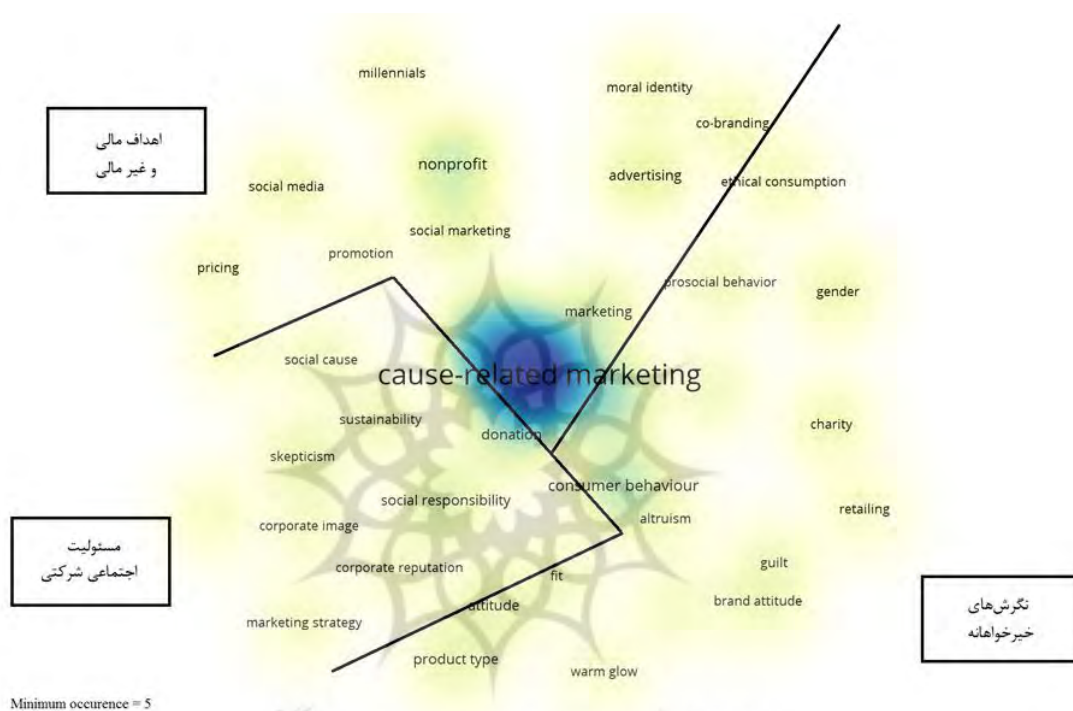 millennials
moral identity
اهداف مالی
و غیر مالی
co-branding
nonprofit
advertising
ethical consumption
social media
social marketing
promotion
pricing
prosocial behavior
gender
marketing
social cause
cause-related marketing
sustainability
donation
charity
skepticism
consumer behaviour
social responsibility
retailing
altruism
corporate image
مسئولیت
اجتماعی شرکتی
guilt
corporate reputation
fit
brand attitude
attitude
نگرش‌های
خیرخواهانه
marketing strategy
product type
warm glow
Minimum occurence = 5